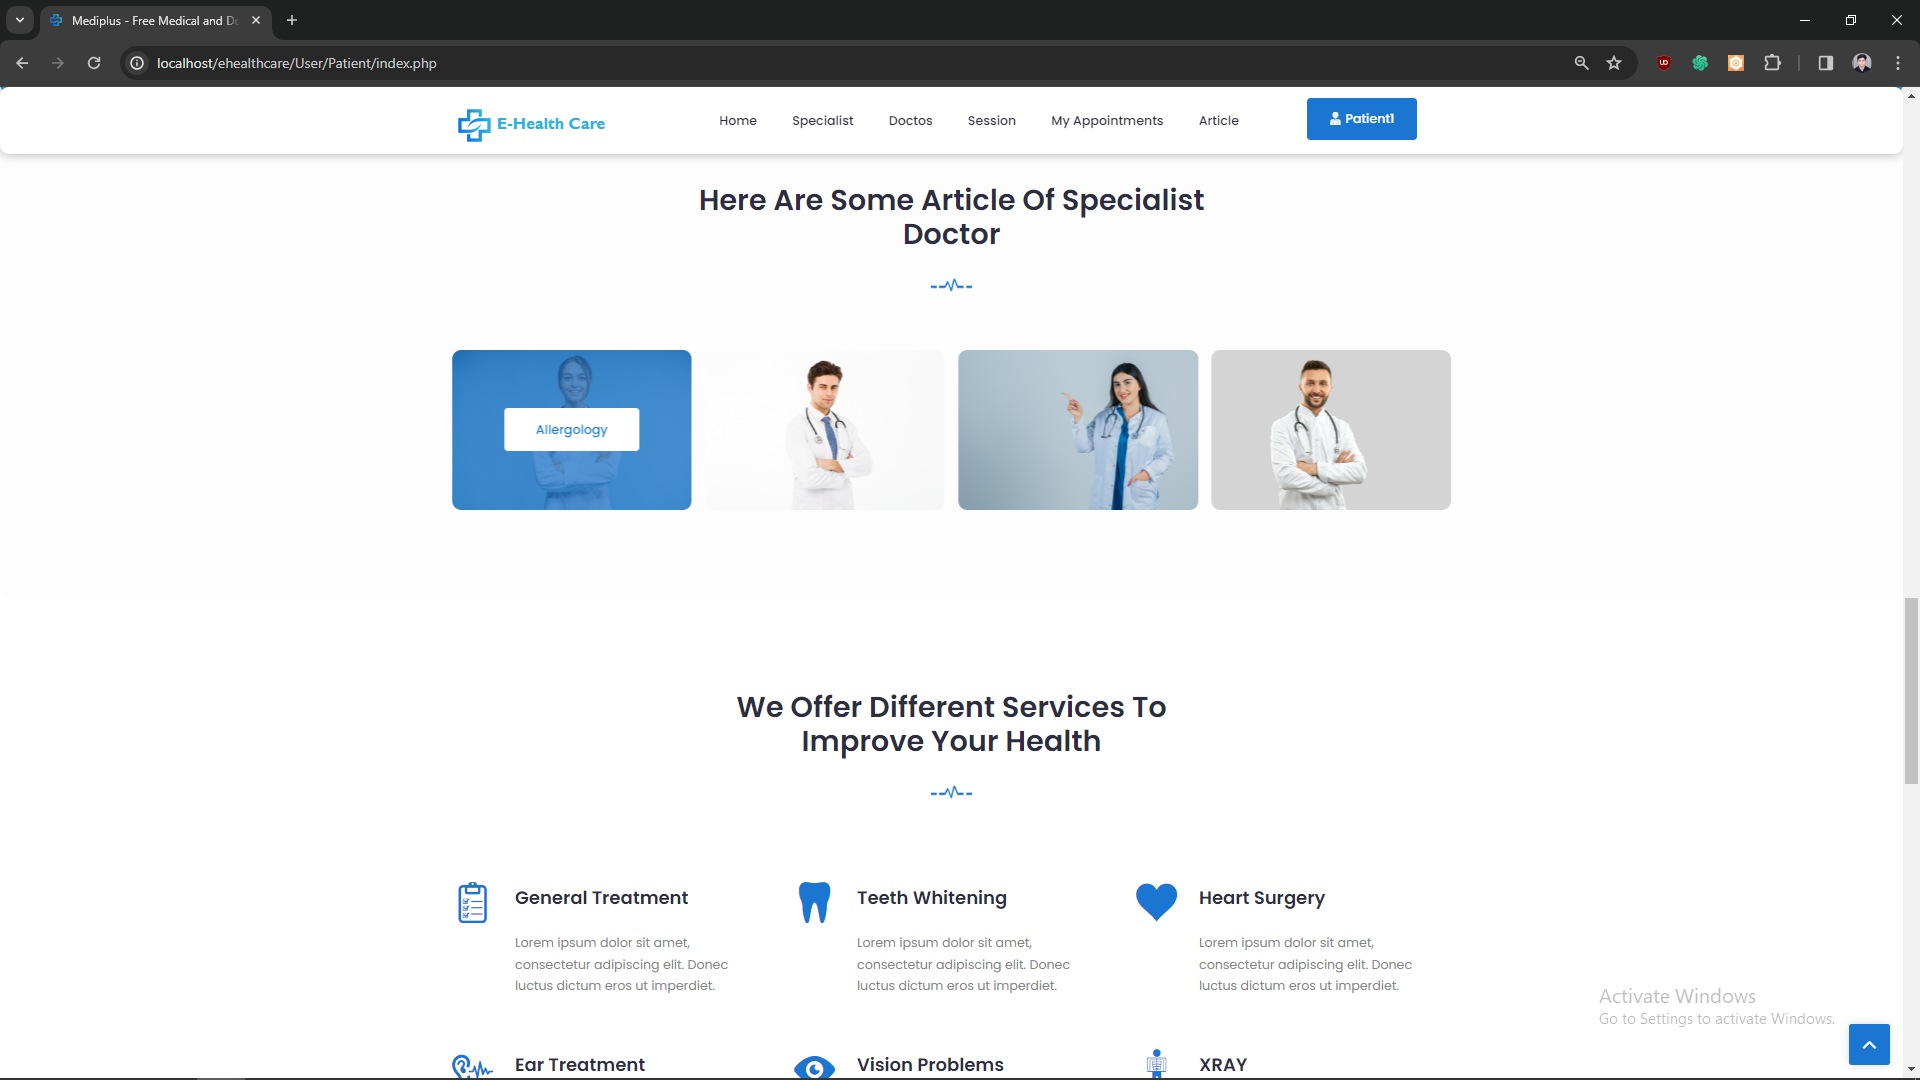 Mediplus - Free Medical and Do
localhost/ehealthcare/User/Patient/index.php
E-Health Care
Home
Specialist
Doctos
Session
My Appointments
Article
Patient1
Here Are Some Article Of Specialist
Doctor
Allergology
We Offer Different Services To
Improve Your Health
General Treatment
Lorem ipsum dolor sit amet,
consectetur adipiscing elit. Donec
luctus dictum eros ut imperdiet.
Teeth Whitening
Lorem ipsum dolor sit amet,
consectetur adipiscing elit. Donec
luctus dictum eros ut imperdiet.
Heart Surgery
Lorem ipsum dolor sit amet,
consectetur adipiscing elit. Donec
luctus dictum eros ut imperdiet.
Ear Treatment
Vision Problems
XRAY
Activate Windows
Go to Settings to activate Windows.